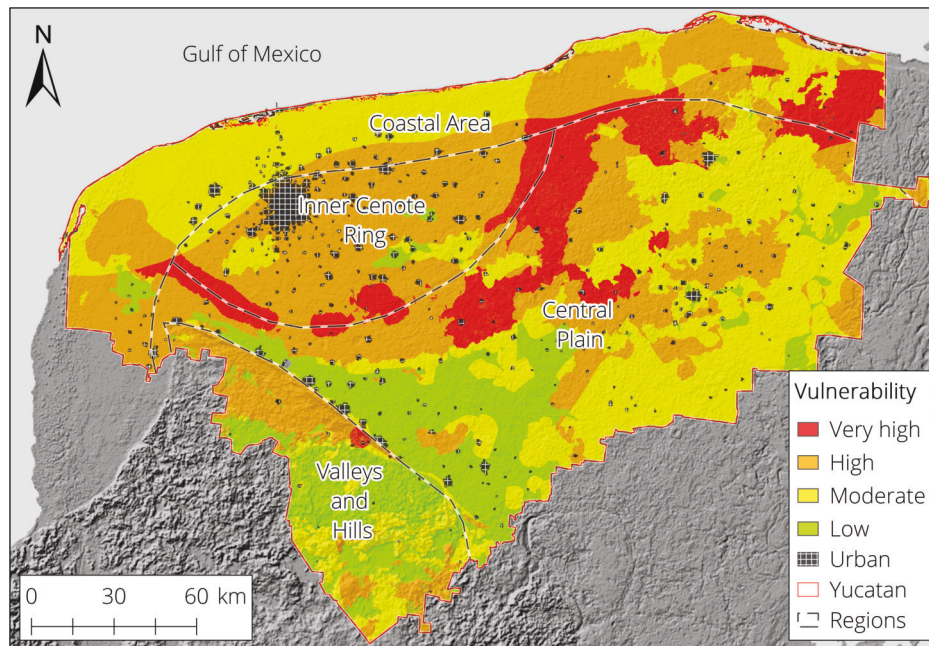 N
Gulf of Mexico
Coastal Area
Inner Cenote
Ring
Central
Plain
Valleys
and
Hills
Vulnerability
Very high
High
Moderate
Low
Urban
Yucatan
Regions
0 30 60 km